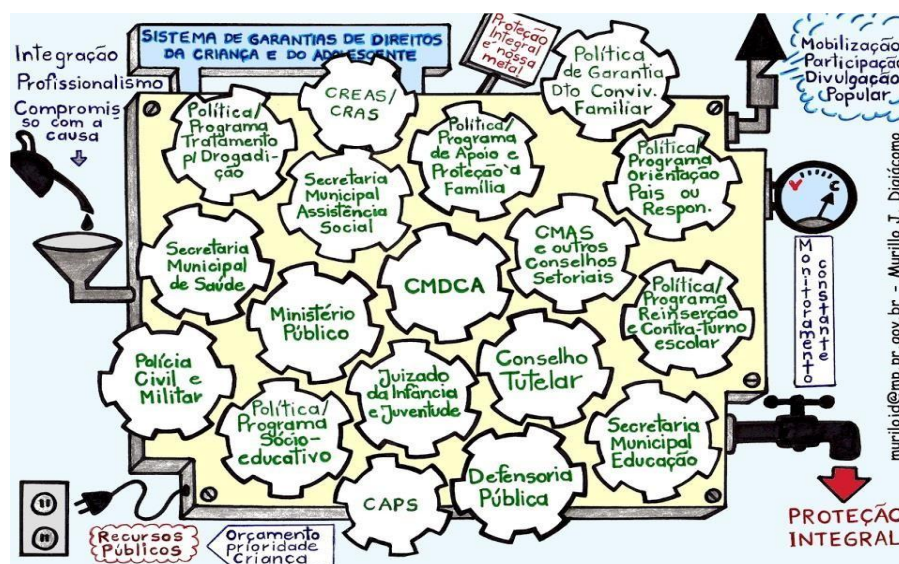 Integração
Profissionalismo
Compromis
so com a
causa
SISTEMA DE GARANTIAS DE DIREITOS
DA CRIANÇA E DO ADOLESCENTE
Proteção
Integral
é nossa
meta!
Política
de Garantia
Dto Conviv.
Familiar
Mobilização
Participação
Divulgação
Popular
Política/
Programa
Tratamento
p/ Drogadi-
ção
CREAS/
CRAS
Política/
Programa
de Apoio e
Proteção à
Família
Política/
Programa
Orientação
Pais ou
Respon.
Secretaria
Municipal
Assistência
Social
V
C
Secretaria
Municipal
de Saúde
Ministério
Público
CMDCA
CMAS
e outros
Conselhos
Setoriais
Política/
Programa
Reinserção
e Contra-turno
escolar
Monitoramento
constante
Polícia
Civil e
Militar
Política/
Programa
Sócio-
educativo
Juizado
da Infância
e Juventude
Conselho
Tutelar
Secretaria
Municipal
Educação
CAPS
Defensoria
Pública
Recursos
Públicos
Orçamento
prioridade
Criança
PROTEÇÃO
INTEGRAL
murilojd@mp.pr.gov.br - Murillo J. Digiácomo